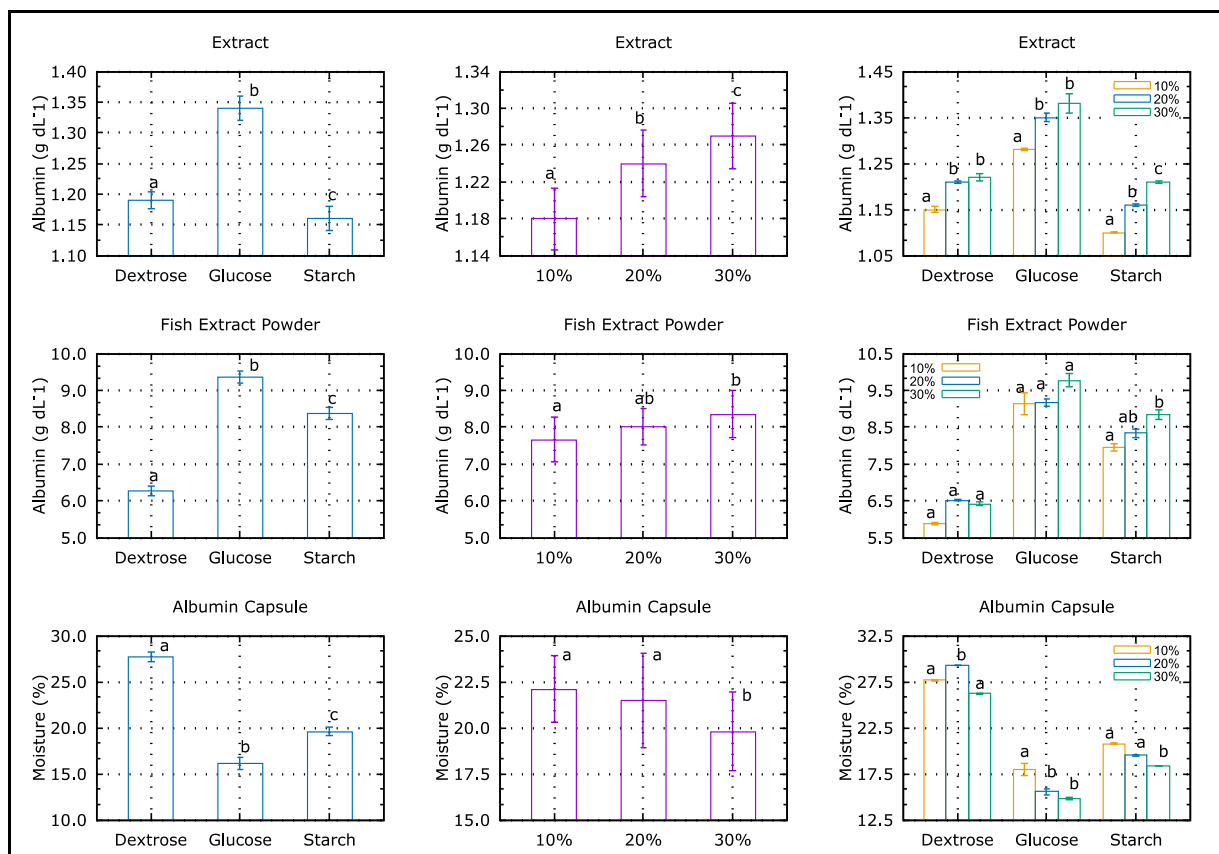 Extract
1.40
1.35
1.30
1.25
1.20
1.15
1.10
Albumin (g dL^-1)
a
b
c
Dextrose Glucose Starch
Extract
1.34
1.30
1.26
1.22
1.18
1.14
Albumin (g dL^-1)
a
b
c
10% 20% 30%
Extract
1.45
1.35
1.25
1.15
1.05
Albumin (g dL^-1)
10%
20%
30%
a b b
a b b
a b c
Dextrose Glucose Starch
Fish Extract Powder
10.0
9.0
8.0
7.0
6.0
5.0
Albumin (g dL^-1)
a
b
c
Dextrose Glucose Starch
Fish Extract Powder
10.0
9.0
8.0
7.0
6.0
5.0
Albumin (g dL^-1)
a
ab
b
10% 20% 30%
Fish Extract Powder
10.5
9.5
8.5
7.5
6.5
5.5
Albumin (g dL^-1)
10%
20%
30%
a a a
a a a
a ab b
Dextrose Glucose Starch
Albumin Capsule
30.0
25.0
20.0
15.0
10.0
Moisture (%)
a
b
c
Dextrose Glucose Starch
Albumin Capsule
25.0
22.5
20.0
17.5
15.0
Moisture (%)
a
a
b
10% 20% 30%
Albumin Capsule
32.5
27.5
22.5
17.5
12.5
Moisture (%)
10%
20%
30%
a b a
a b b
a a b
Dextrose Glucose Starch